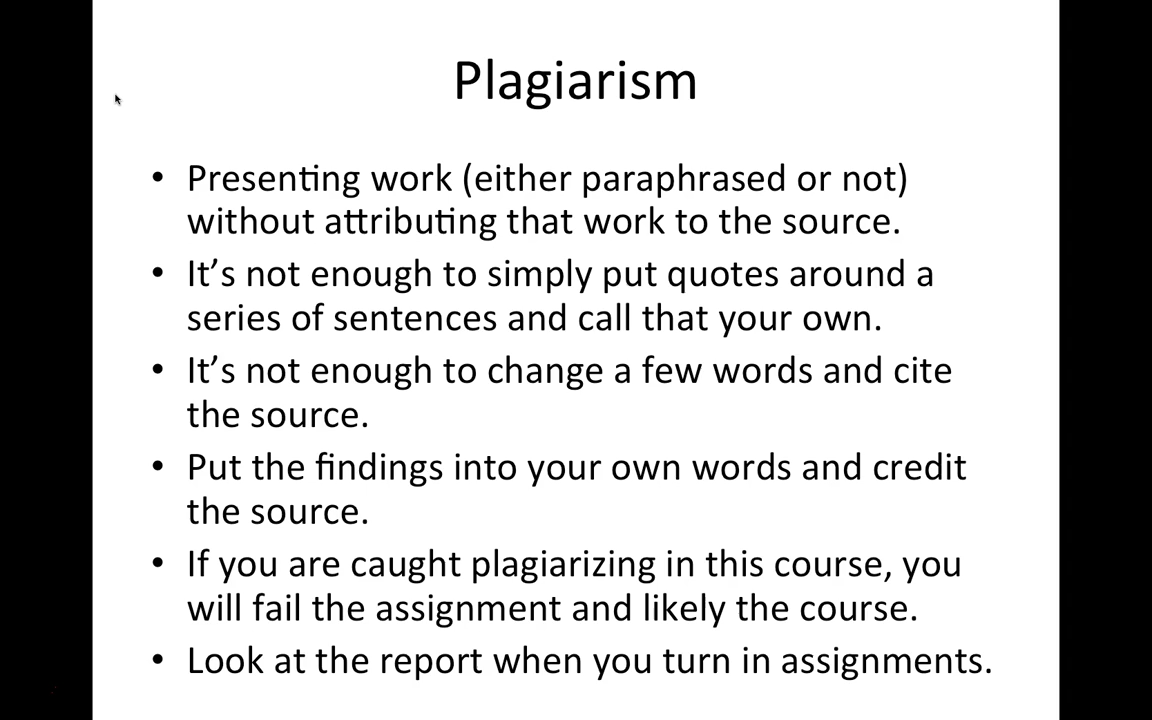 Plagiarism
• Presenting work (either paraphrased or not)
without attributing that work to the source.
• It’s not enough to simply put quotes around a
series of sentences and call that your own.
• It’s not enough to change a few words and cite
the source.
• Put the findings into your own words and credit
the source.
• If you are caught plagiarizing in this course, you
will fail the assignment and likely the course.
• Look at the report when you turn in assignments.